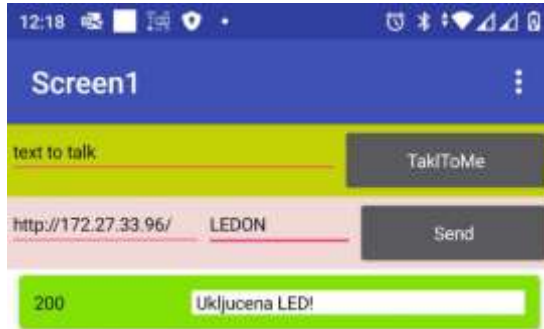 12:18
Screen1
text to talk TaklToMe
http://172.27.33.96/ LEDON Send
200 Ukljucena LED!